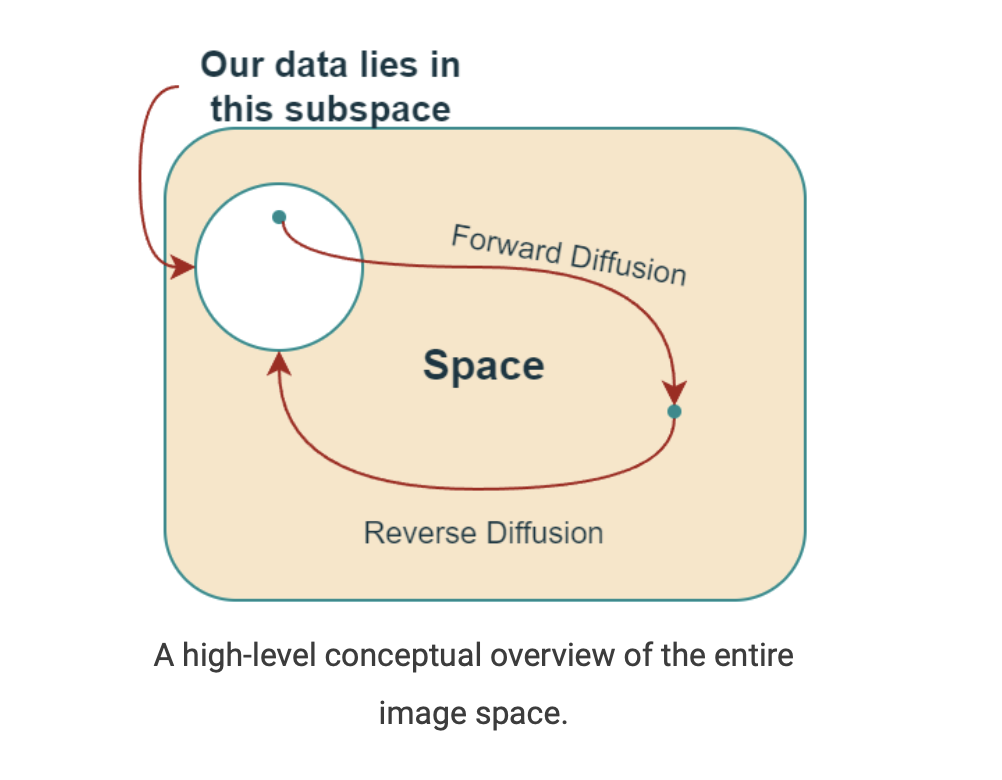 Our data lies in
this subspace
Forward Diffusion
Space
Reverse Diffusion
A high-level conceptual overview of the entire
image space.